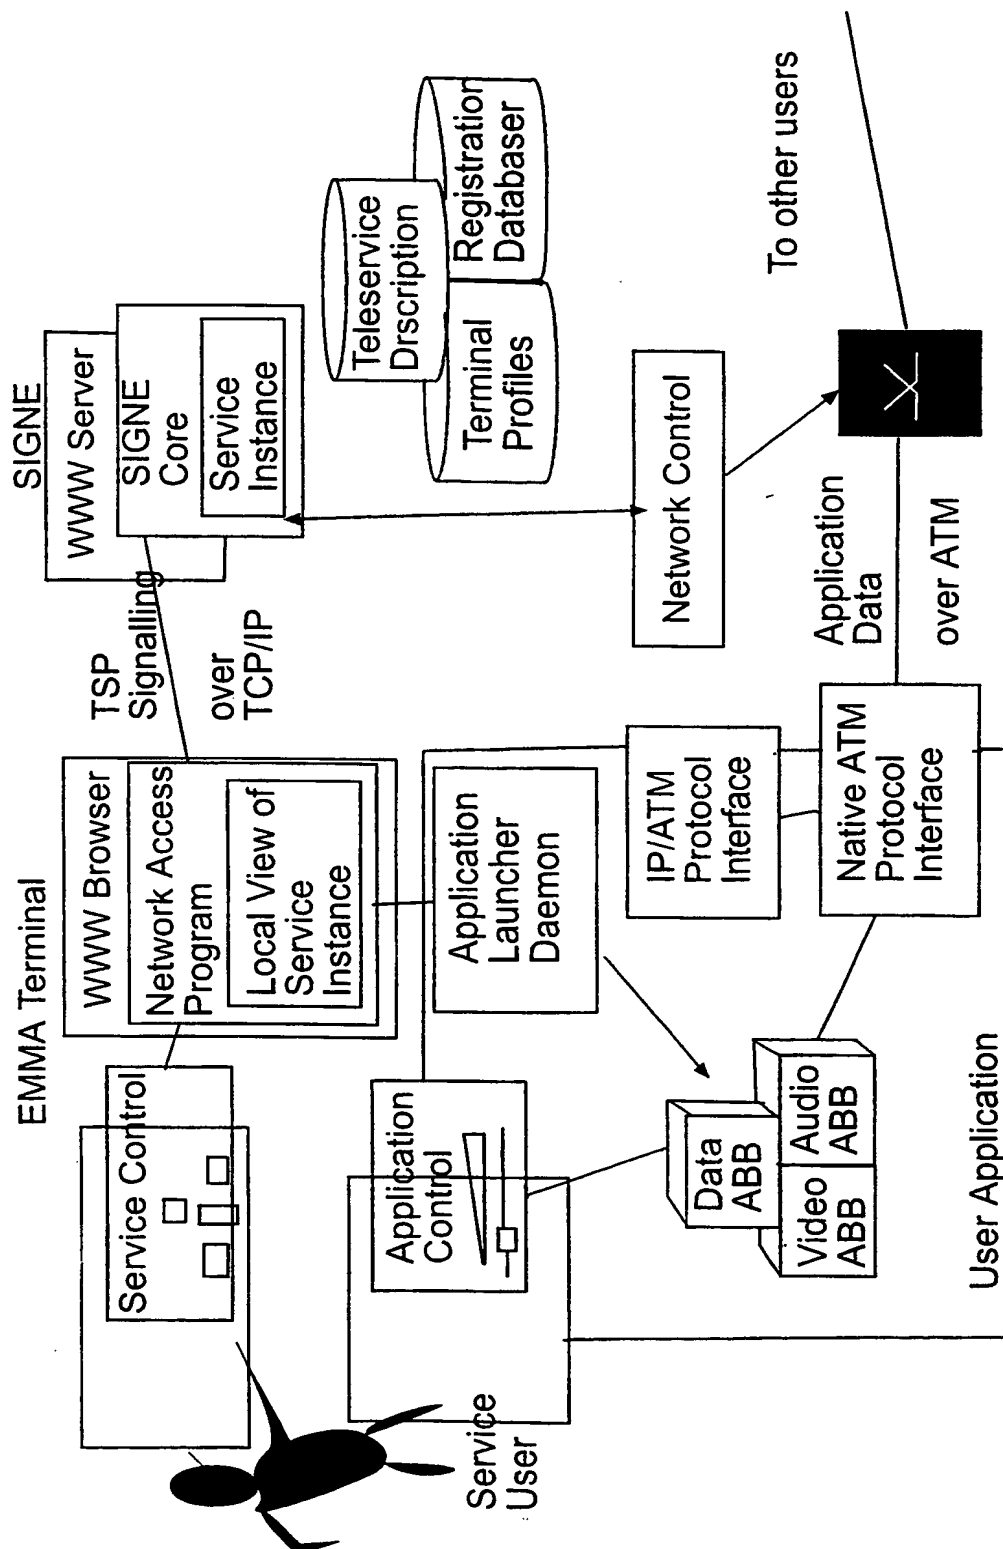 EMMA Terminal
SIGNE
Service Control
WWW Browser
Network Access
Program
Local View of
Service
Instance
TSP
Signalling
over
TCP/IP
WWW Server
SIGNE
Core
Service
Instance
Service
User
Application
Control
Application
Launcher
Daemon
Teleservice
Drscription
Terminal
Profiles
Registration
Databaser
Data
ABB
Video
ABB
Audio
ABB
IP/ATM
Protocol
Interface
Native ATM
Protocol
Interface
Network Control
Application
Data
over ATM
To other users
User Application